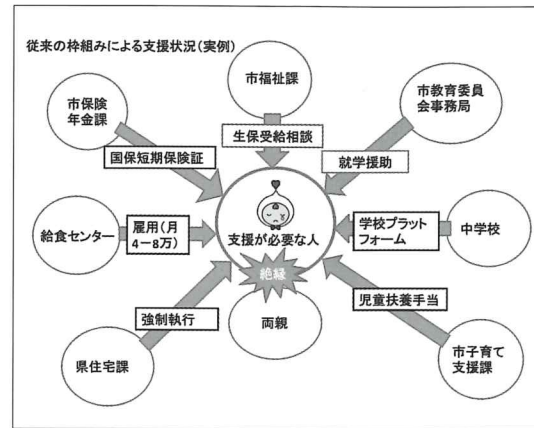 従来の枠組みによる支援状況(実例)
市福祉課
市保険
年金課
市教育委員
会事務局
生保受給相談
国保短期保険証
就学援助
給食センター
雇用(月
4－8万)
支援が必要な人
学校プラット
フォーム
中学校
絶縁
強制執行
両親
児童扶養手当
県住宅課
市子育て
支援課